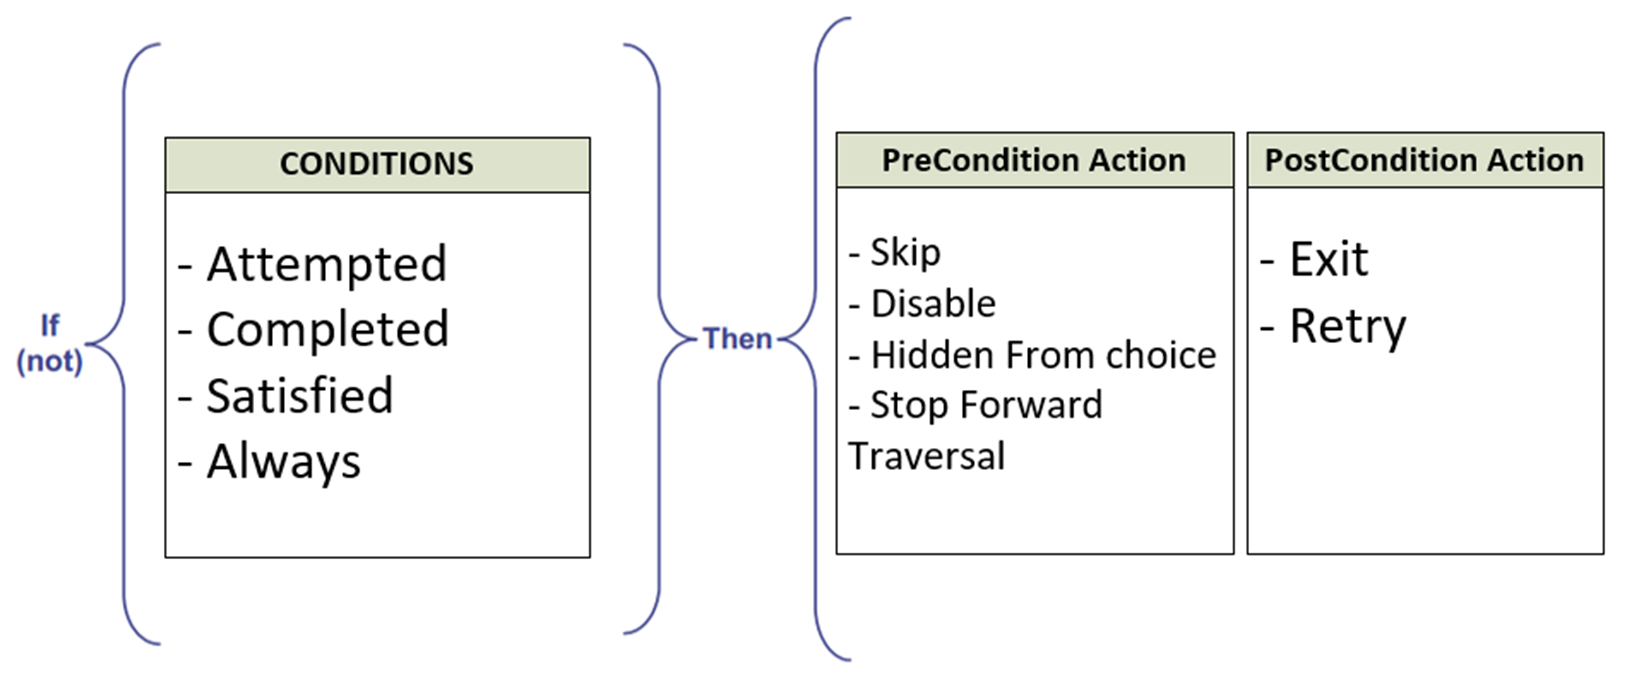 If
(not)
CONDITIONS
- Attempted
- Completed
- Satisfied
- Always
Then
PreCondition Action
- Skip
- Disable
- Hidden From choice
- Stop Forward
Traversal
PostCondition Action
- Exit
- Retry